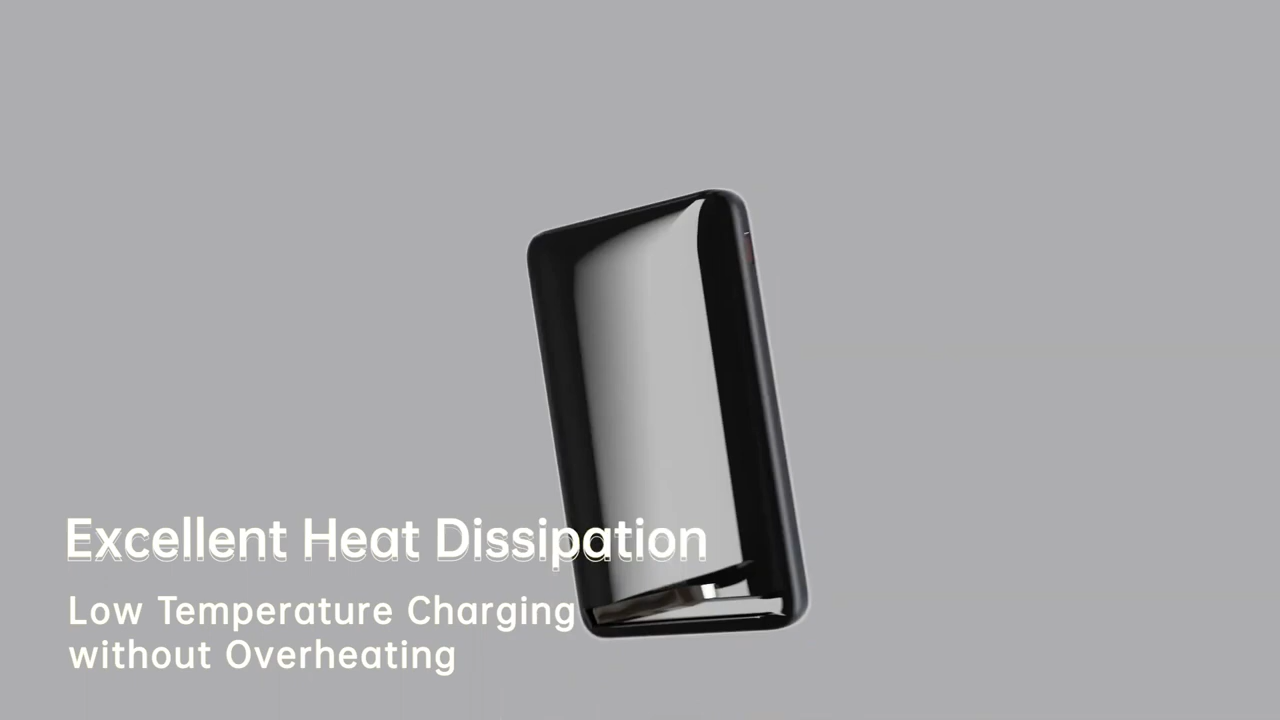 Excellent Heat Dissipation
Low Temperature Charging
without Overheating